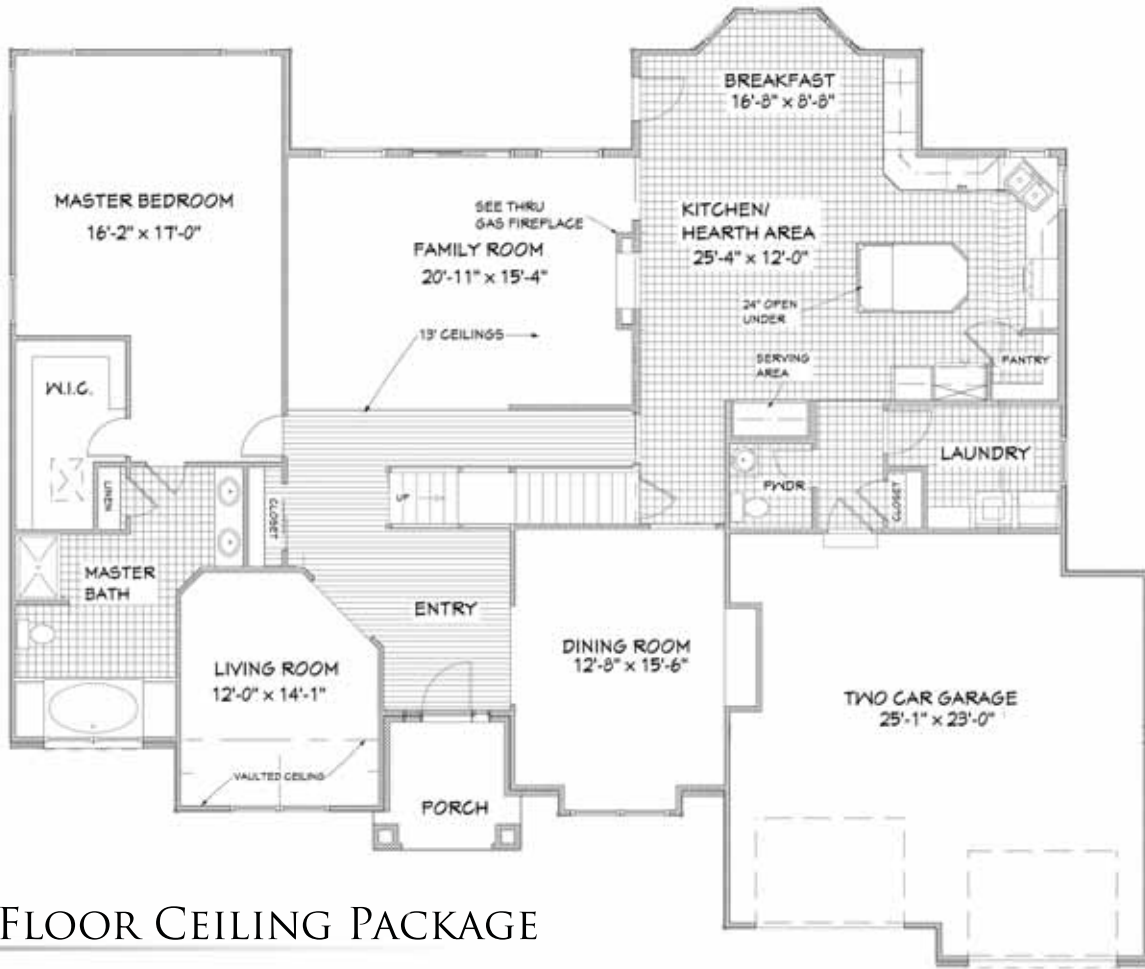 BREAKFAST
16'-8" x 8'-8"
MASTER BEDROOM
16'-2" x 17'-0"
SEE THRU
GAS FIREPLACE
FAMILY ROOM
20'-11" x 15'-4"
KITCHEN/
HEARTH AREA
25'-4" x 12'-0"
24" OPEN
UNDER
13' CEILINGS
SERVING
AREA
PANTRY
W.I.C.
LAUNDRY
LINEN
CLOSET
UP
PWDR
CLOSET
MASTER
BATH
ENTRY
LIVING ROOM
12'-0" x 14'-1"
DINING ROOM
12'-8" x 15'-6"
TWO CAR GARAGE
25'-1" x 23'-0"
VAULTED CEILING
PORCH
FLOOR CEILING PACKAGE